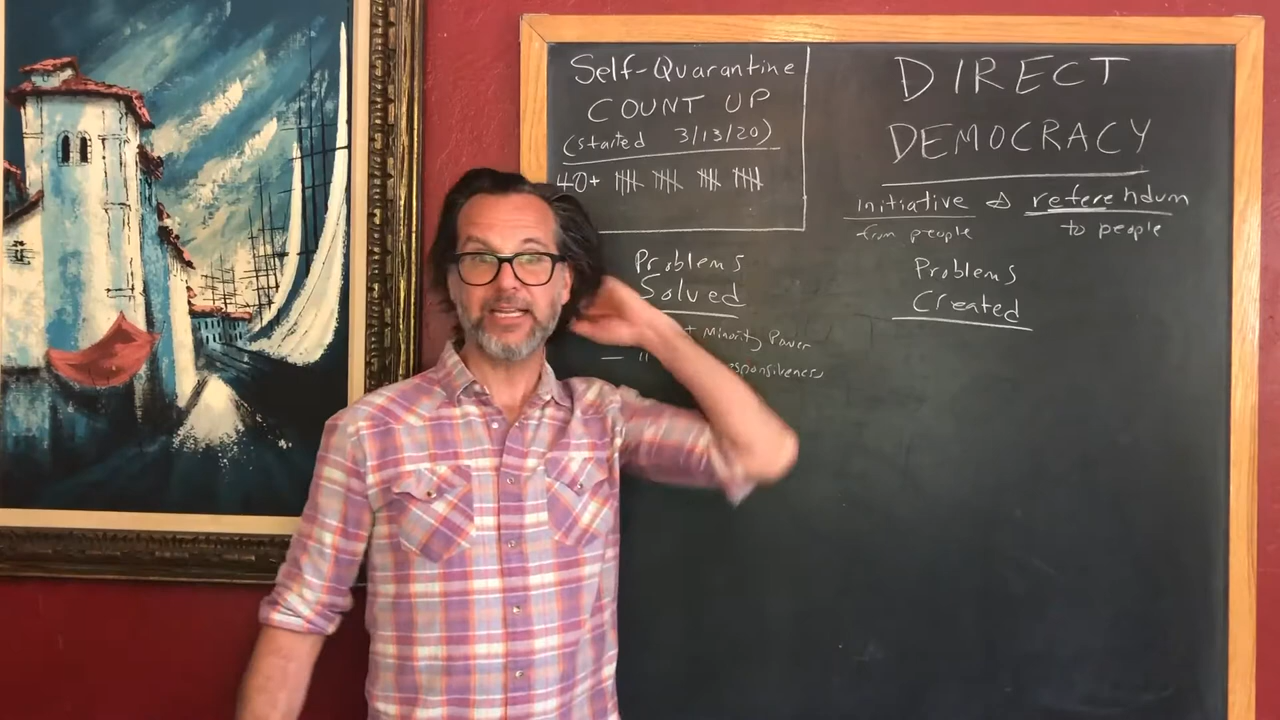 Self-Quarantine
COUNT UP
(started 3/13/20)
40+ |||| |||| |||| ||||
DIRECT
DEMOCRACY
initiative & referendum
from people
to people
Problems
Solved
Minority Power
— "
Problems
Created